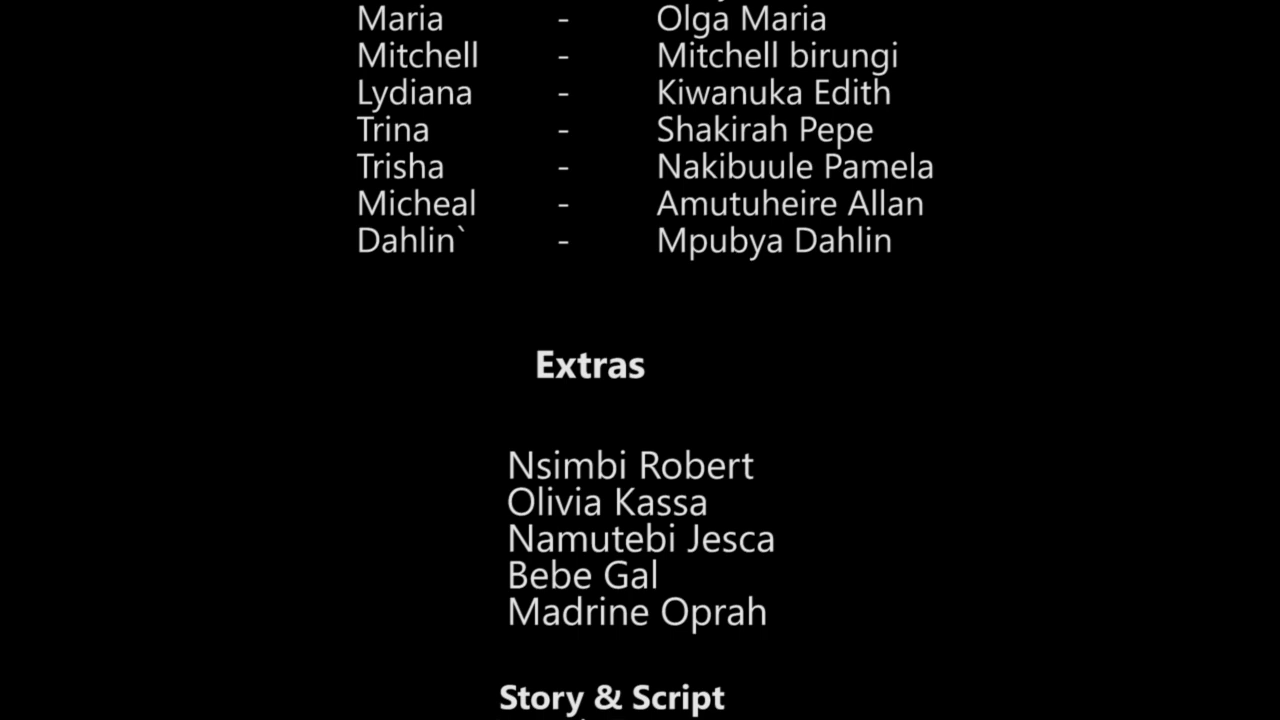 Maria - Olga Maria
Mitchell - Mitchell birungi
Lydiana - Kiwanuka Edith
Trina - Shakirah Pepe
Trisha - Nakibuule Pamela
Micheal - Amutuheire Allan
Dahlin` - Mpubya Dahlin
Extras
Nsimbi Robert
Olivia Kassa
Namutebi Jesca
Bebe Gal
Madrine Oprah
Story & Script